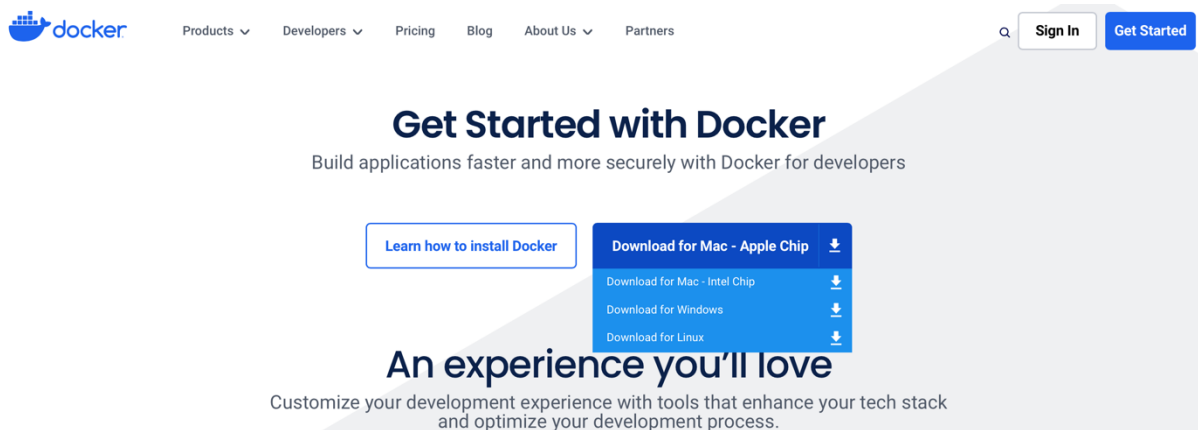 docker
Products
Developers
Pricing
Blog
About Us
Partners
Sign In
Get Started
Get Started with Docker
Build applications faster and more securely with Docker for developers
Learn how to install Docker
Download for Mac - Apple Chip
Download for Mac - Intel Chip
Download for Windows
Download for Linux
An experience you'll love
Customize your development experience with tools that enhance your tech stack
and optimize your development process.